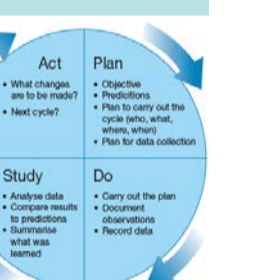 Act
• What changes
are to be made?
• Next cycle?
Plan
• Objective
• Predicitions
• Plan to carry out the
cycle (who, what,
where, when)
• Plan for data collection
Study
• Analyse data
• Compare results
to predictions
• Summarise
what was
learned
Do
• Carry out the plan
• Document
observations
• Record data